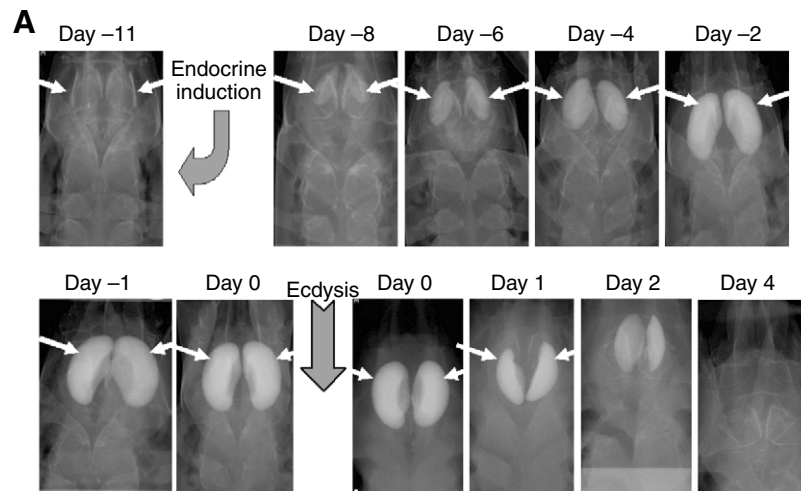 A
Day –11
Endocrine
induction
Day –8
Day –6
Day –4
Day –2
Day –1
Day 0
Ecdysis
Day 0
Day 1
Day 2
Day 4